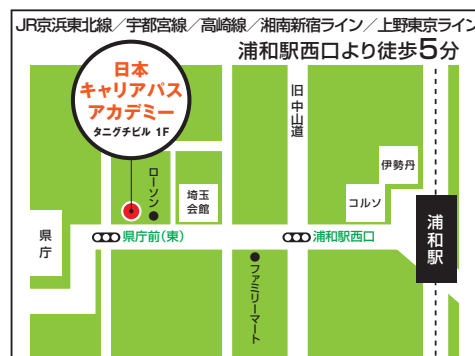 JR京浜東北線／宇都宮線／高崎線／湘南新宿ライン／上野東京ライン
浦和駅西口より徒歩5分
日本
キャリアパス
アカデミー
タニグチビル 1F
旧中山道
伊勢丹
コルソ
ローソン
埼玉
会館
浦和駅
県庁
県庁前（東）
浦和駅西口
ファミリーマート